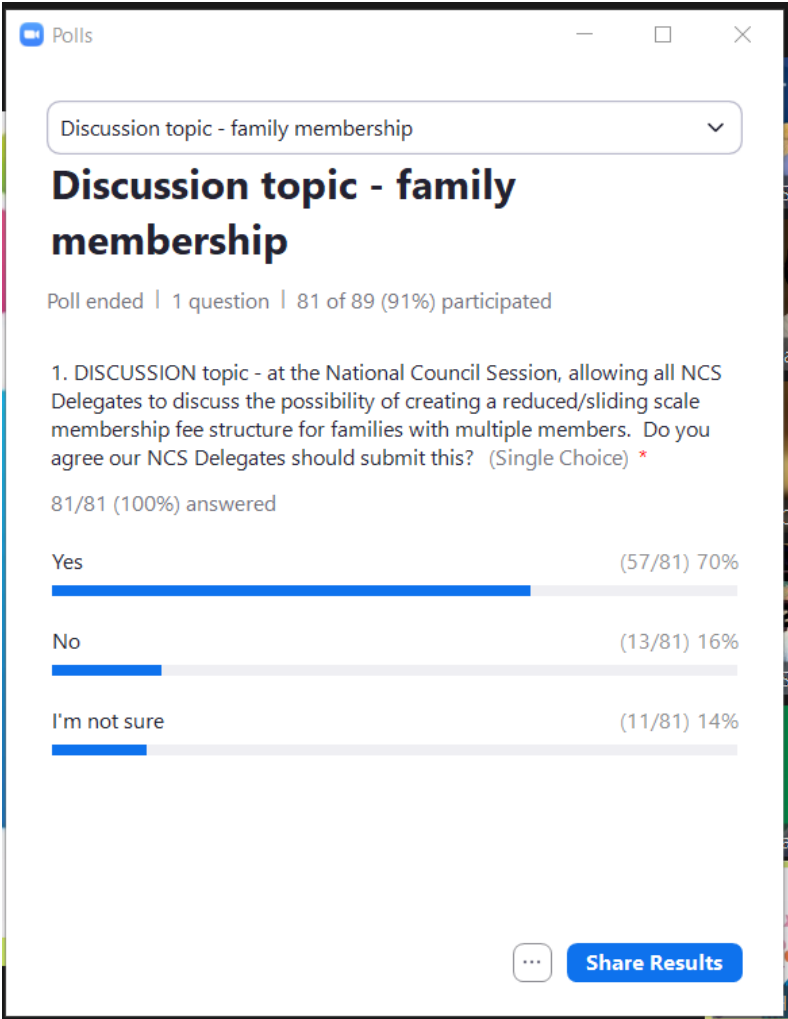 Polls
Discussion topic - family membership
Discussion topic - family
membership
Poll ended | 1 question | 81 of 89 (91%) participated
1. DISCUSSION topic - at the National Council Session, allowing all NCS
Delegates to discuss the possibility of creating a reduced/sliding scale
membership fee structure for families with multiple members.  Do you
agree our NCS Delegates should submit this?  (Single Choice) *
81/81 (100%) answered
Yes (57/81) 70%
No (13/81) 16%
I'm not sure (11/81) 14%
... Share Results